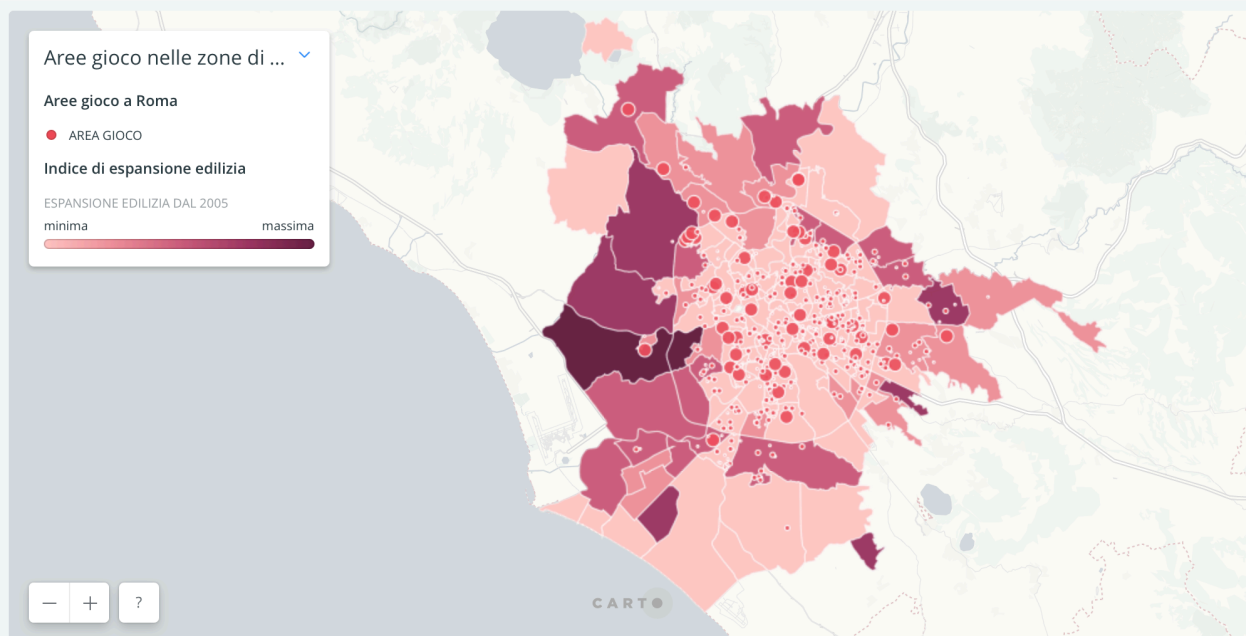 Aree gioco nelle zone di ...
Aree gioco a Roma
AREA GIOCO
Indice di espansione edilizia
ESPANSIONE EDILIZIA DAL 2005
minima massima
− + ?
CARTO